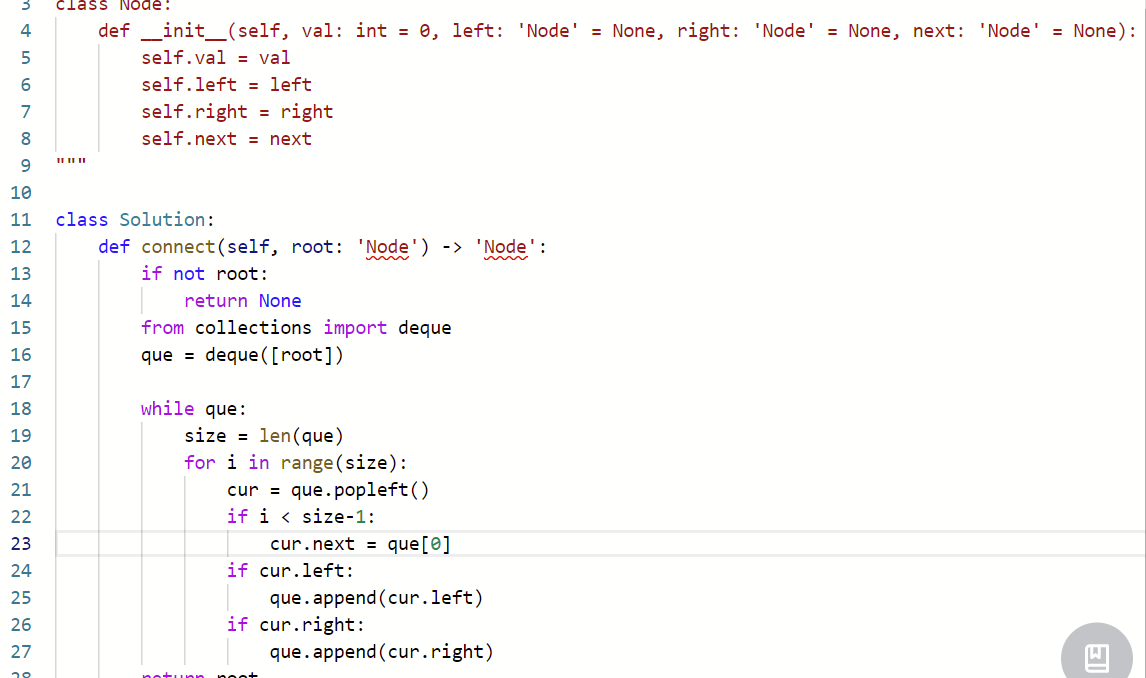 3 class Node:
4 def __init__(self, val: int = 0, left: 'Node' = None, right: 'Node' = None, next: 'Node' = None):
5 self.val = val
6 self.left = left
7 self.right = right
8 self.next = next
9 """
10
11 class Solution:
12 def connect(self, root: 'Node') -> 'Node':
13 if not root:
14 return None
15 from collections import deque
16 que = deque([root])
17
18 while que:
19 size = len(que)
20 for i in range(size):
21 cur = que.popleft()
22 if i < size-1:
23 cur.next = que[0]
24 if cur.left:
25 que.append(cur.left)
26 if cur.right:
27 que.append(cur.right)
28 return root